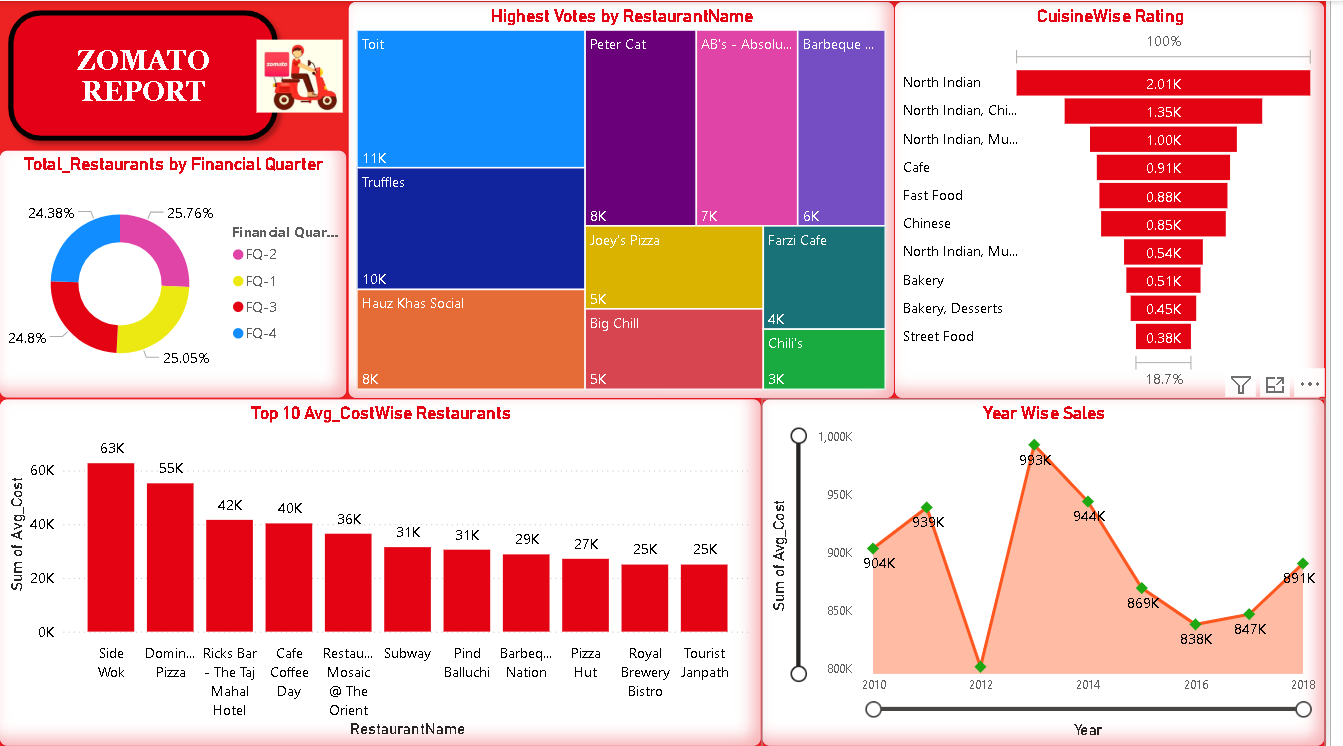 ZOMATO
REPORT
zomato
Total_Restaurants by Financial Quarter
24.38%
25.76%
24.8%
25.05%
Financial Quar...
FQ-2
FQ-1
FQ-3
FQ-4
Highest Votes by RestaurantName
Toit
11K
Truffles
10K
Hauz Khas Social
8K
Peter Cat
8K
AB's - Absolu...
7K
Barbeque ...
6K
Joey's Pizza
5K
Big Chill
5K
Farzi Cafe
4K
Chili's
3K
CuisineWise Rating
100%
North Indian 2.01K
North Indian, Chi... 1.35K
North Indian, Mu... 1.00K
Cafe 0.91K
Fast Food 0.88K
Chinese 0.85K
North Indian, Mu... 0.54K
Bakery 0.51K
Bakery, Desserts 0.45K
Street Food 0.38K
18.7%
Top 10 Avg_CostWise Restaurants
Sum of Avg_Cost
60K
40K
20K
0K
63K
55K
42K
40K
36K
31K
31K
29K
27K
25K
25K
Side
Wok
Domin...
Pizza
Ricks Bar
- The Taj
Mahal
Hotel
Cafe
Coffee
Day
Restau...
Mosaic
@ The
Orient
Subway
Pind
Balluchi
Barbeq...
Nation
Pizza
Hut
Royal
Brewery
Bistro
Tourist
Janpath
RestaurantName
Year Wise Sales
Sum of Avg_Cost
1,000K
950K
900K
850K
800K
904K
939K
993K
944K
869K
838K
847K
891K
2010
2012
2014
2016
2018
Year